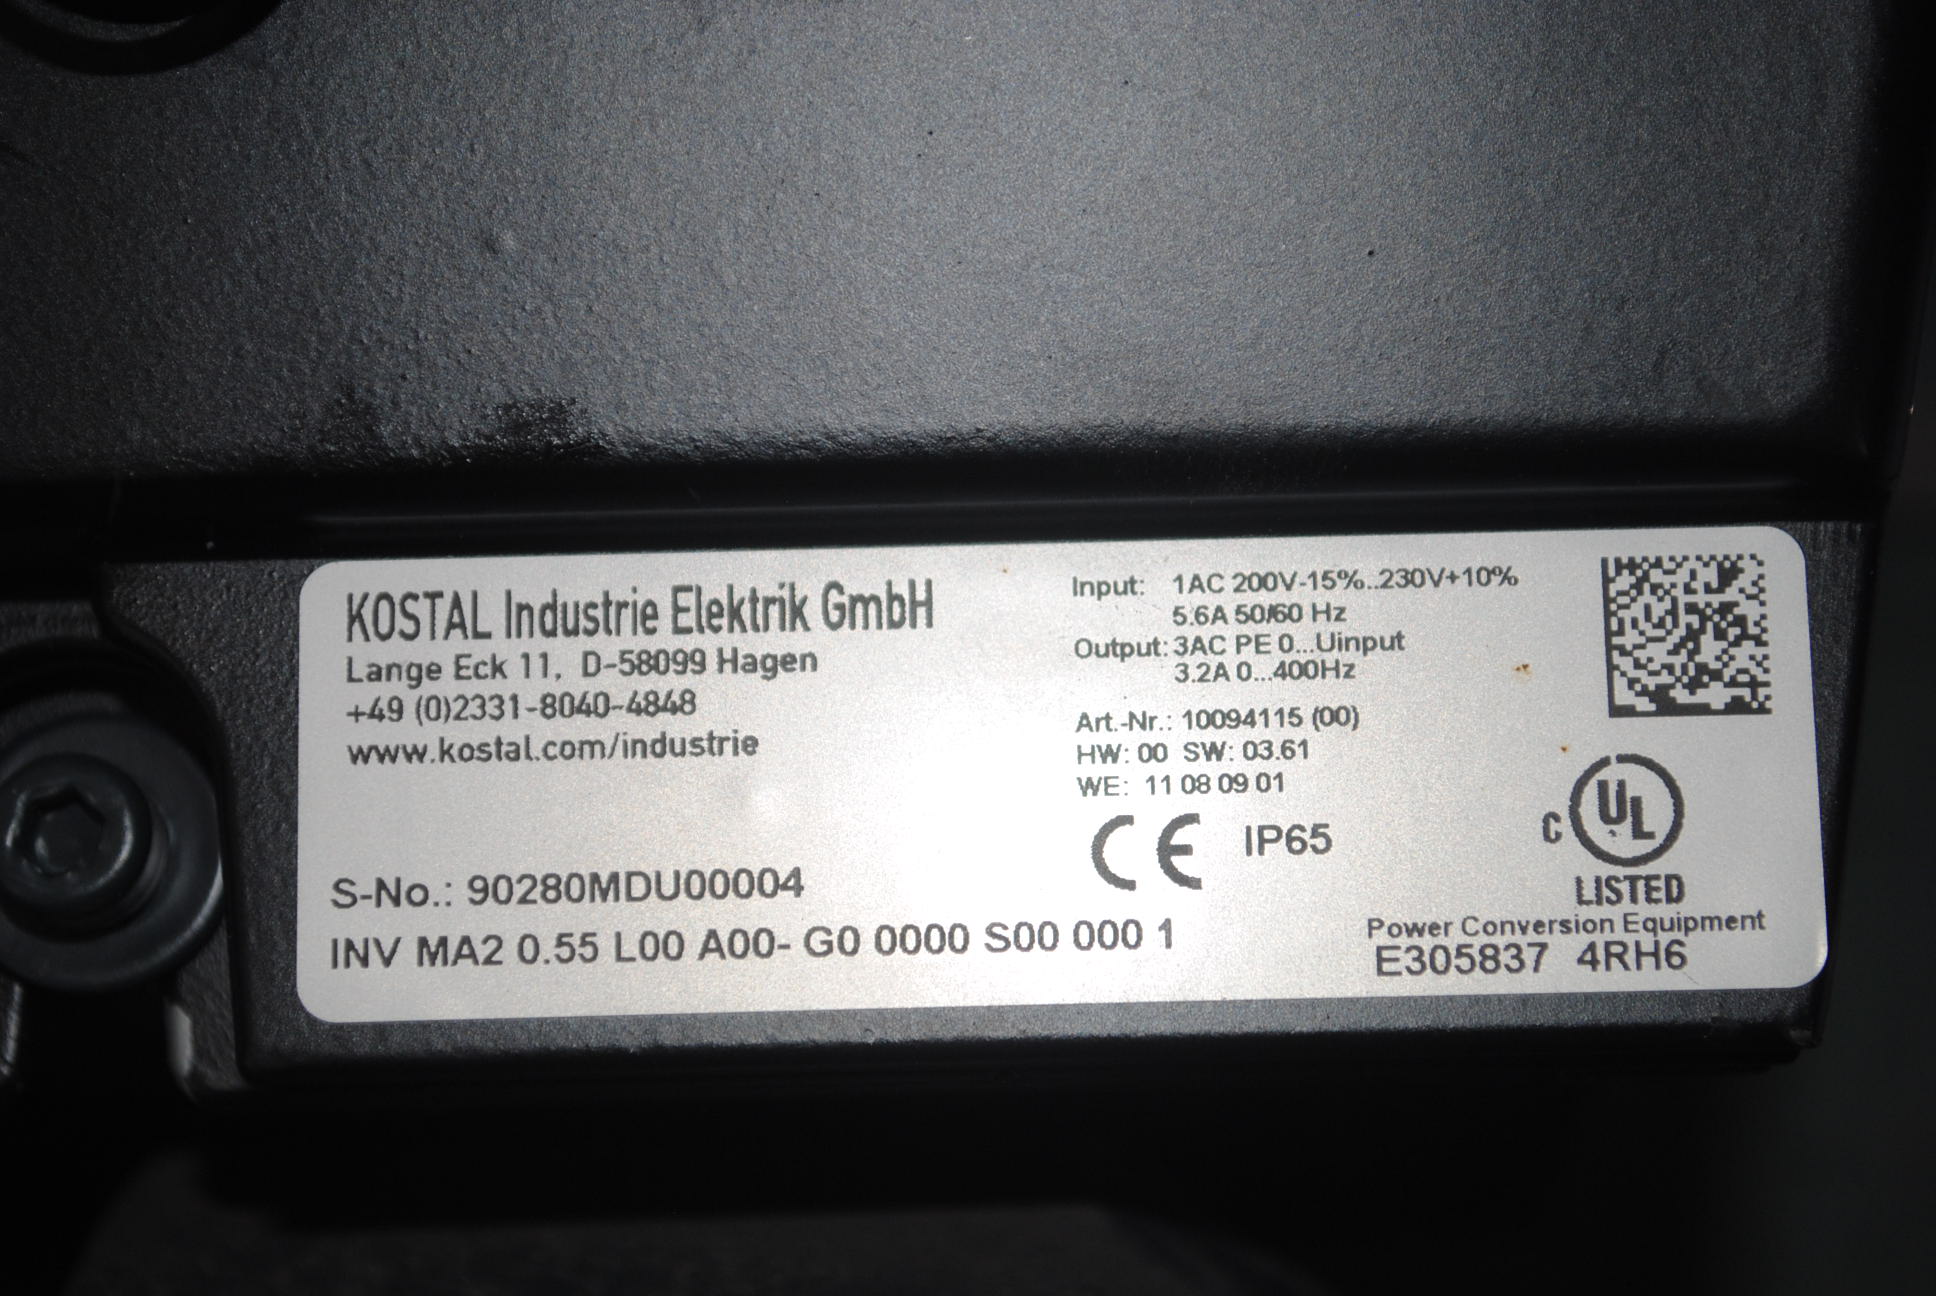 KOSTAL Industrie Elektrik GmbH
Lange Eck 11, D-58099 Hagen
+49 (0)2331-8040-4848
www.kostal.com/industrie
S-No.: 90280MDU00004
INV MA2 0.55 L00 A00- G0 0000 S00 000 1
Input: 1AC 200V-15%..230V+10%
5.6A 50/60 Hz
Output: 3AC PE 0...Uinput
3.2A 0...400Hz
Art.-Nr.: 10094115 (00)
HW: 00 SW: 03.61
WE: 11 08 09 01
CE IP65
C UL
LISTED
Power Conversion Equipment
E305837 4RH6